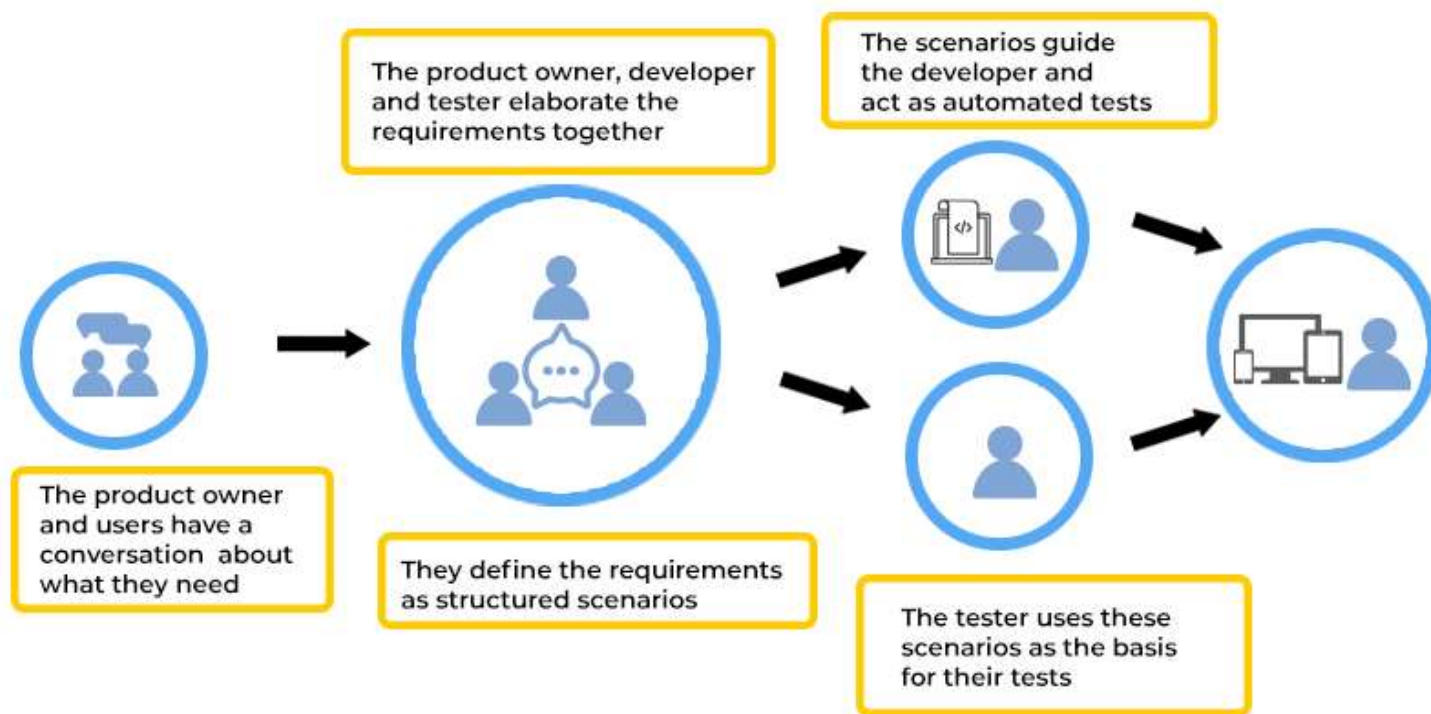 The product owner
and users have a
conversation about
what they need
The product owner, developer
and tester elaborate the
requirements together
They define the requirements
as structured scenarios
The scenarios guide
the developer and
act as automated tests
</>
The tester uses these
scenarios as the basis
for their tests